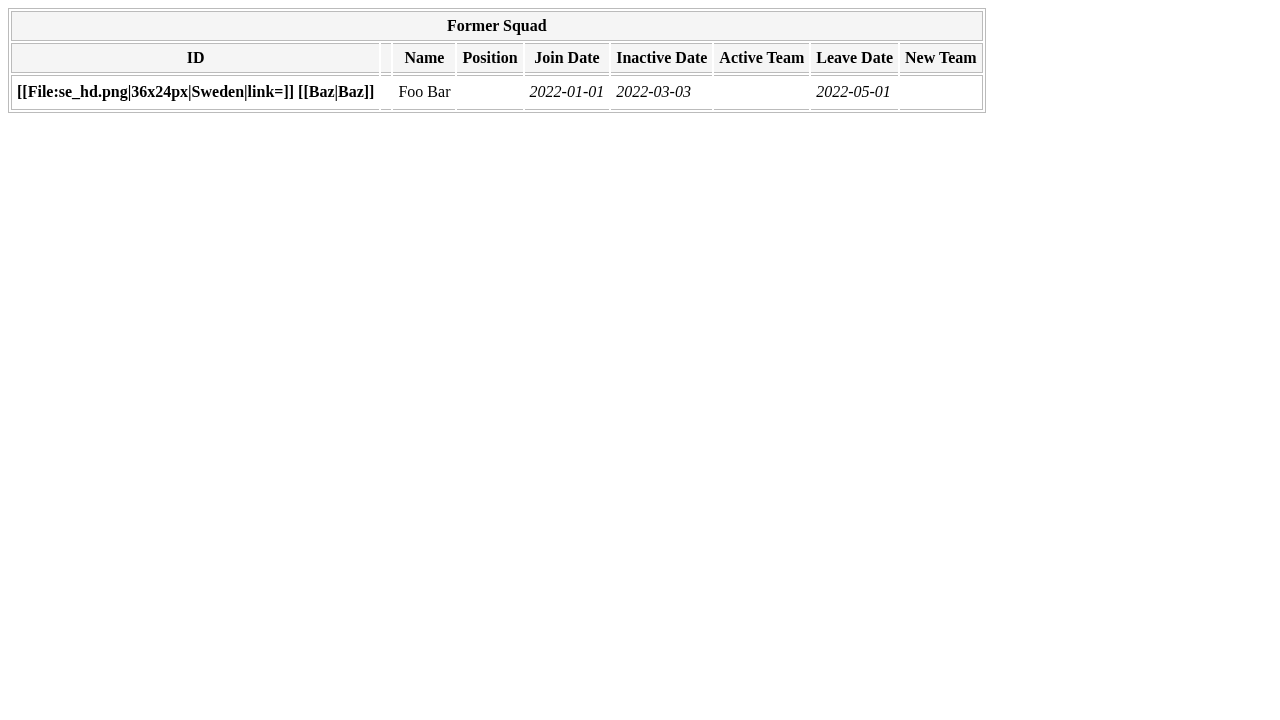 Former Squad
ID Name Position Join Date Inactive Date Active Team Leave Date New Team
[[File:se_hd.png|36x24px|Sweden|link=]] [[Baz|Baz]] Foo Bar 2022-01-01 2022-03-03 2022-05-01